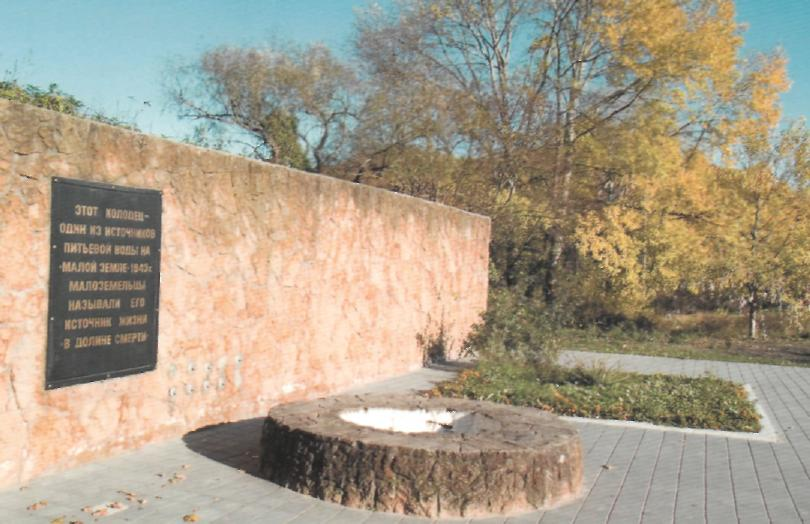 ЭТОТ КОЛОДЕЦ-
ОДИН ИЗ ИСТОЧНИКОВ
ПИТЬЕВОЙ ВОДЫ НА
·МАЛОЙ ЗЕМЛЕ·1943г.
МАЛОЗЕМЕЛЬЦЫ
НАЗЫВАЛИ ЕГО
ИСТОЧНИК ЖИЗНИ
·В ДОЛИНЕ СМЕРТИ·